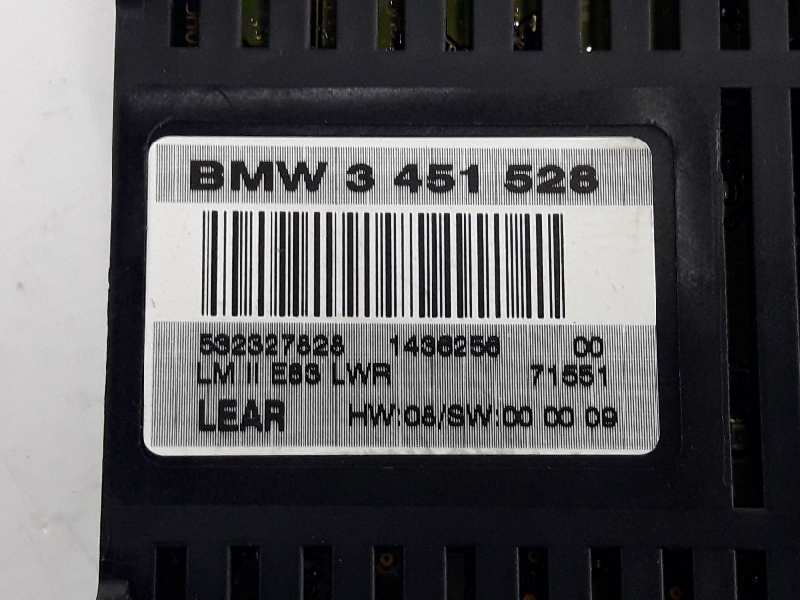 BMW 3 451 528
532327828 1436256 00
LM II E83 LWR 71551
LEAR HW:08/SW:00 00 09